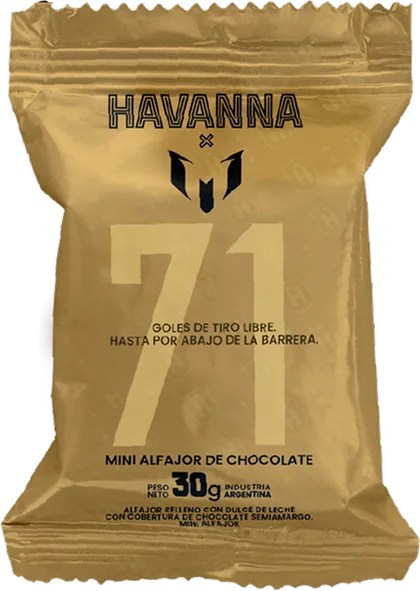 HAVANNA
×
71
GOLES DE TIRO LIBRE.
HASTA POR ABAJO DE LA BARRERA.
MINI ALFAJOR DE CHOCOLATE
PESO NETO 30g INDUSTRIA ARGENTINA
ALFAJOR RELLENO CON DULCE DE LECHE
CON COBERTURA DE CHOCOLATE SEMIAMARGO.
MINI ALFAJOR